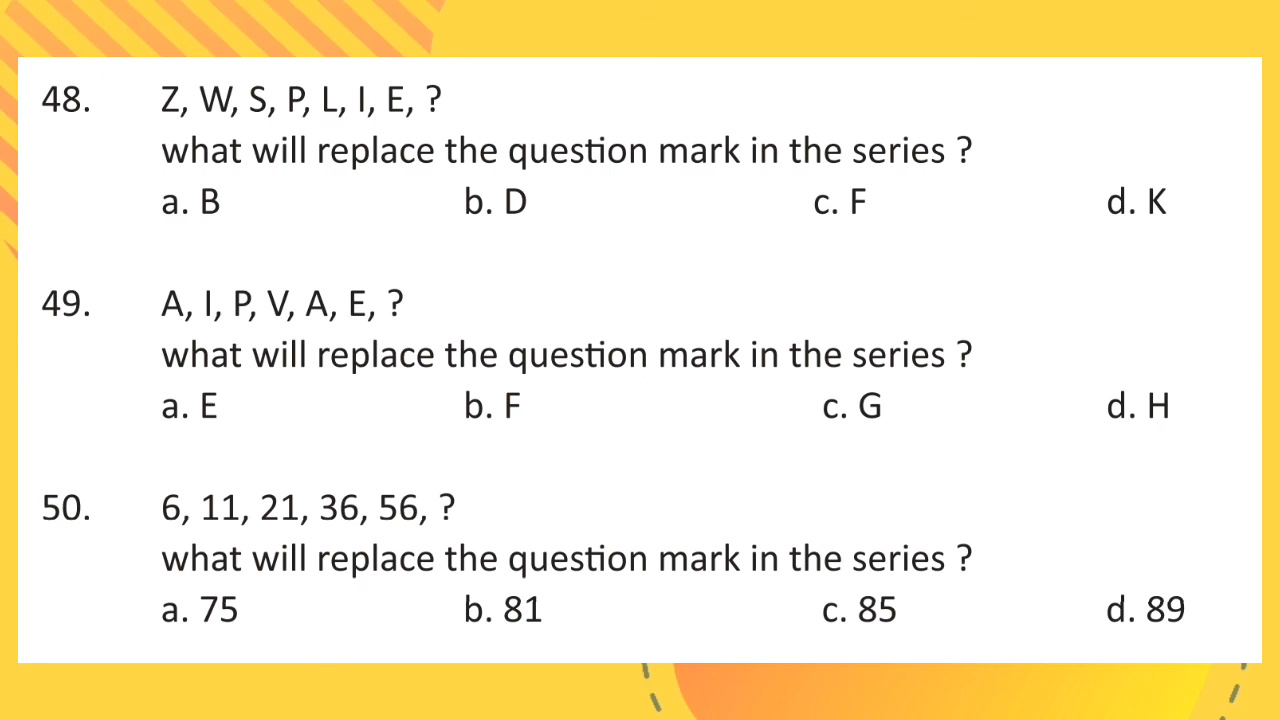 48. Z, W, S, P, L, I, E, ?
what will replace the question mark in the series ?
a. B b. D c. F d. K
49. A, I, P, V, A, E, ?
what will replace the question mark in the series ?
a. E b. F c. G d. H
50. 6, 11, 21, 36, 56, ?
what will replace the question mark in the series ?
a. 75 b. 81 c. 85 d. 89